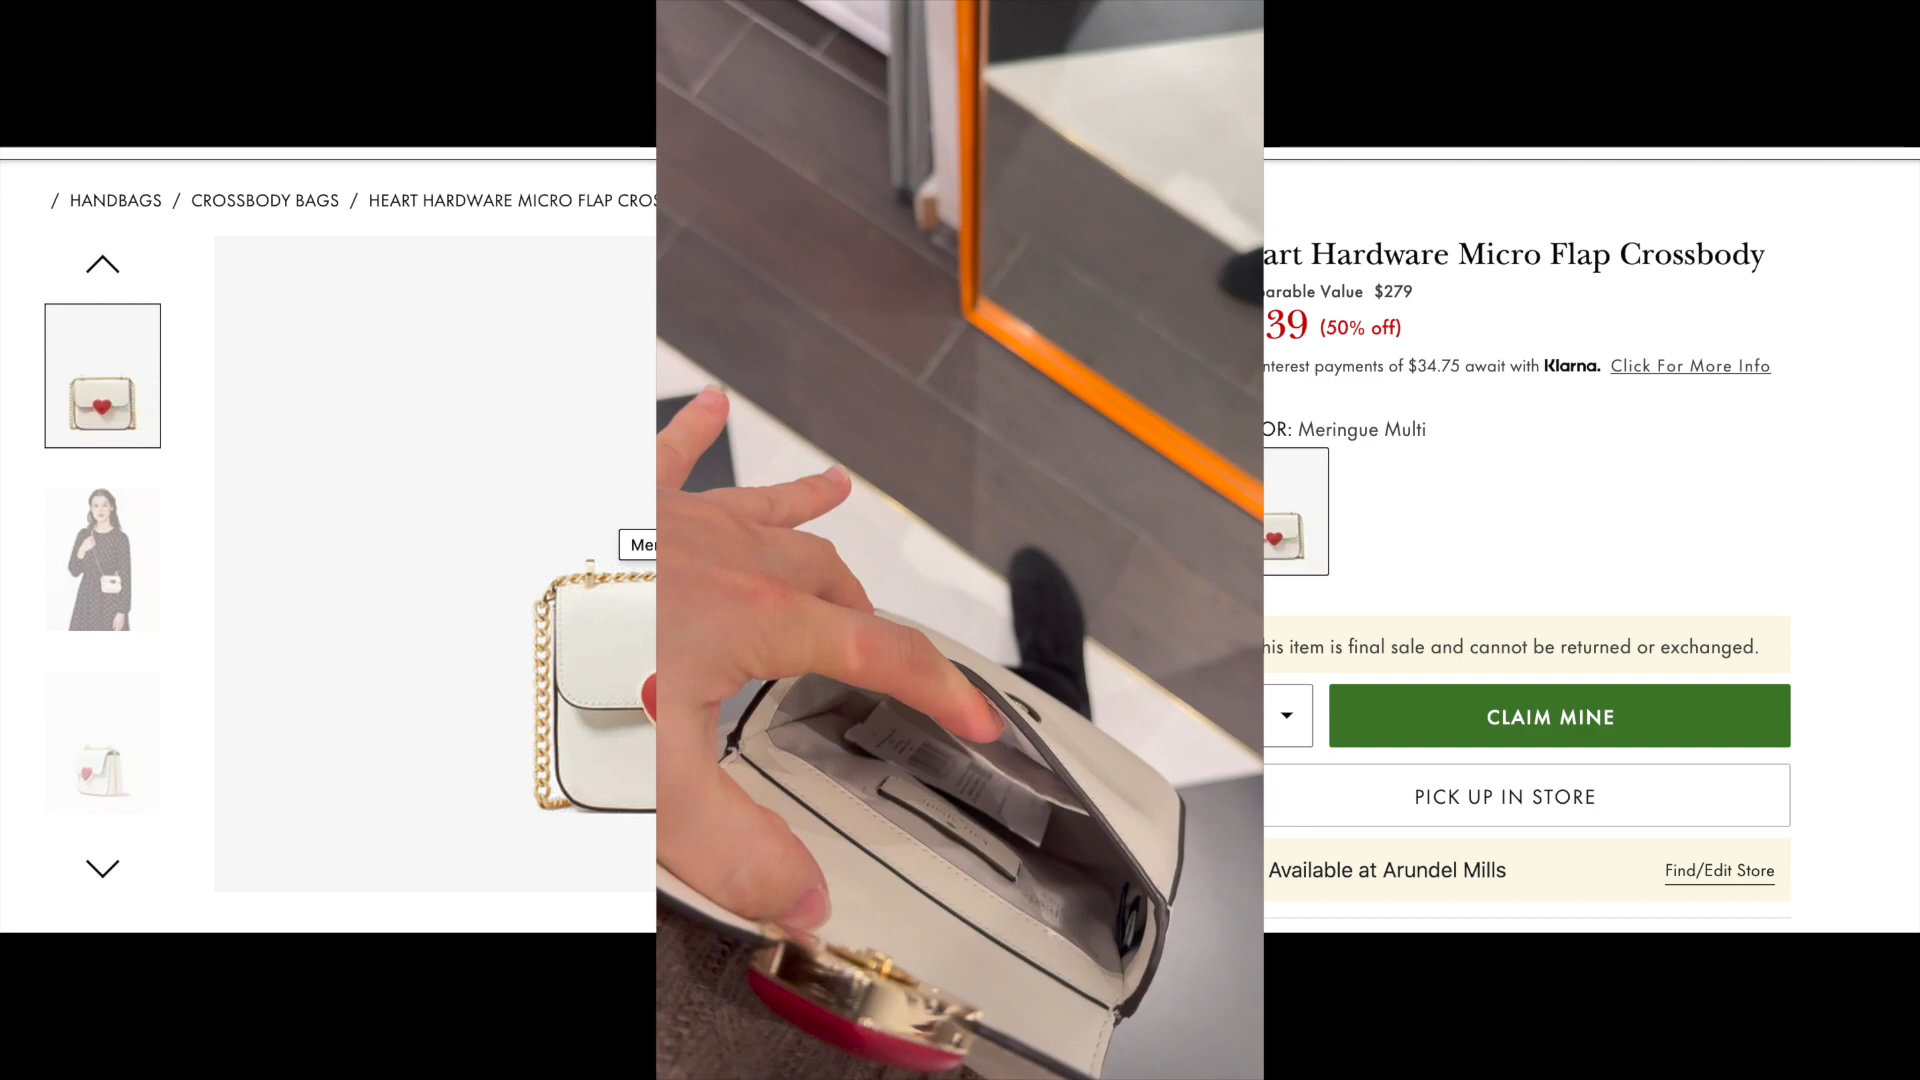 / HANDBAGS / CROSSBODY BAGS / HEART HARDWARE MICRO FLAP CROS
Mer
art Hardware Micro Flap Crossbody
arable Value $279
39 (50% off)
nterest payments of $34.75 await with Klarna. Click For More Info
OR: Meringue Multi
his item is final sale and cannot be returned or exchanged.
CLAIM MINE
PICK UP IN STORE
Available at Arundel Mills
Find/Edit Store